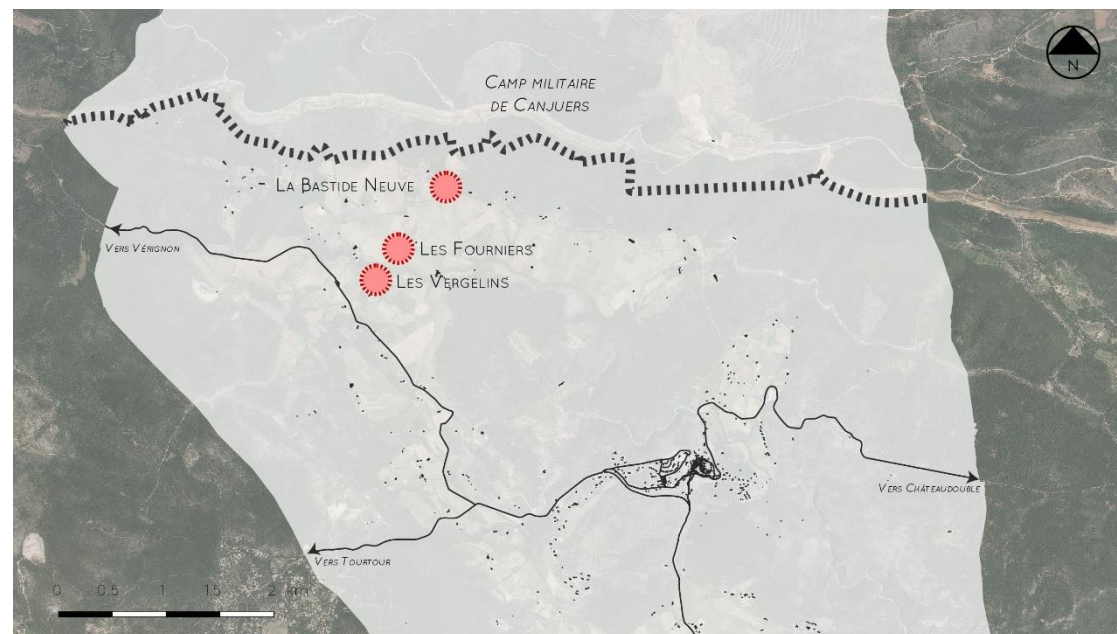 CAMP MILITAIRE
DE CANJUERS
N
LA BASTIDE NEUVE
VERS VÉRIGNON
LES FOURNIERS
LES VERGELINS
VERS CHÂTEAUDOUBLE
VERS TOURTOUR
0 0.5 1 1.5 2 km